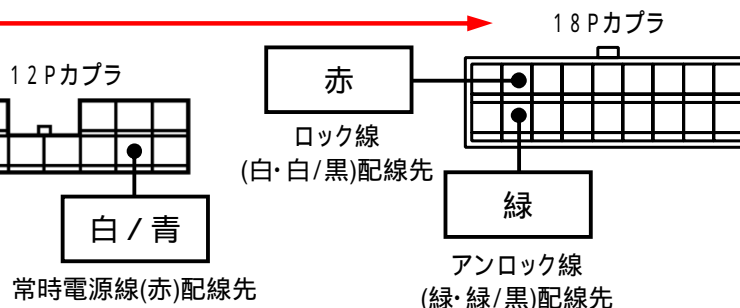 18Pカプラ
12Pカプラ
赤
ロック線
(白・白/黒)配線先
白/青
緑
常時電源線(赤)配線先
アンロック線
(緑・緑/黒)配線先